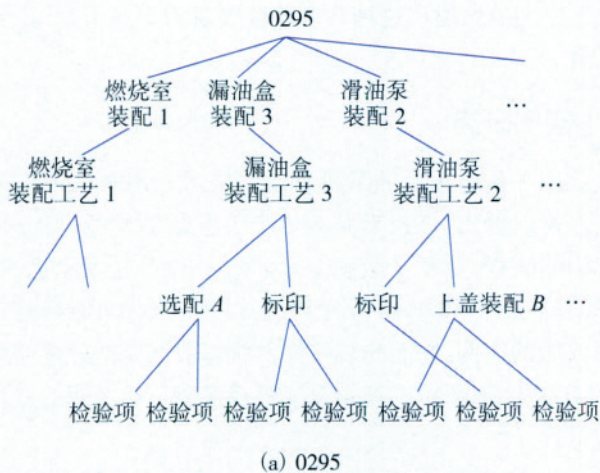 0295
燃烧室 漏油盒 滑油泵
装配 1 装配 3 装配 2 …
燃烧室 漏油盒 滑油泵
装配工艺 1 装配工艺 3 装配工艺 2 …
选配 A 标印 标印 上盖装配 B …
检验项 检验项 检验项 检验项 检验项 检验项 检验项
(a) 0295